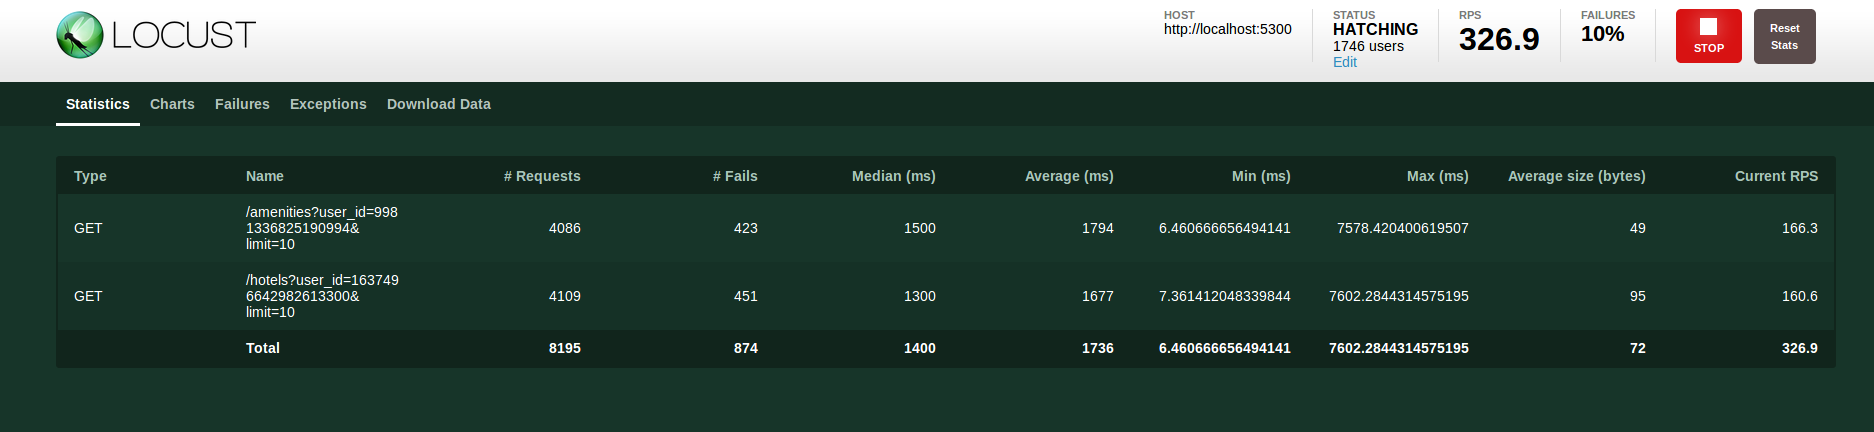 LOCUST
HOST
http://localhost:5300
STATUS
HATCHING
1746 users
Edit
RPS
326.9
FAILURES
10%
STOP
Reset
Stats
Statistics Charts Failures Exceptions Download Data
Type Name # Requests # Fails Median (ms) Average (ms) Min (ms) Max (ms) Average size (bytes) Current RPS
/amenities?user_id=998
GET 1336825190994& 4086 423 1500 1794 6.460666656494141 7578.420400619507 49 166.3
limit=10
/hotels?user_id=163749
GET 6642982613300& 4109 451 1300 1677 7.361412048339844 7602.2844314575195 95 160.6
limit=10
Total 8195 874 1400 1736 6.460666656494141 7602.2844314575195 72 326.9